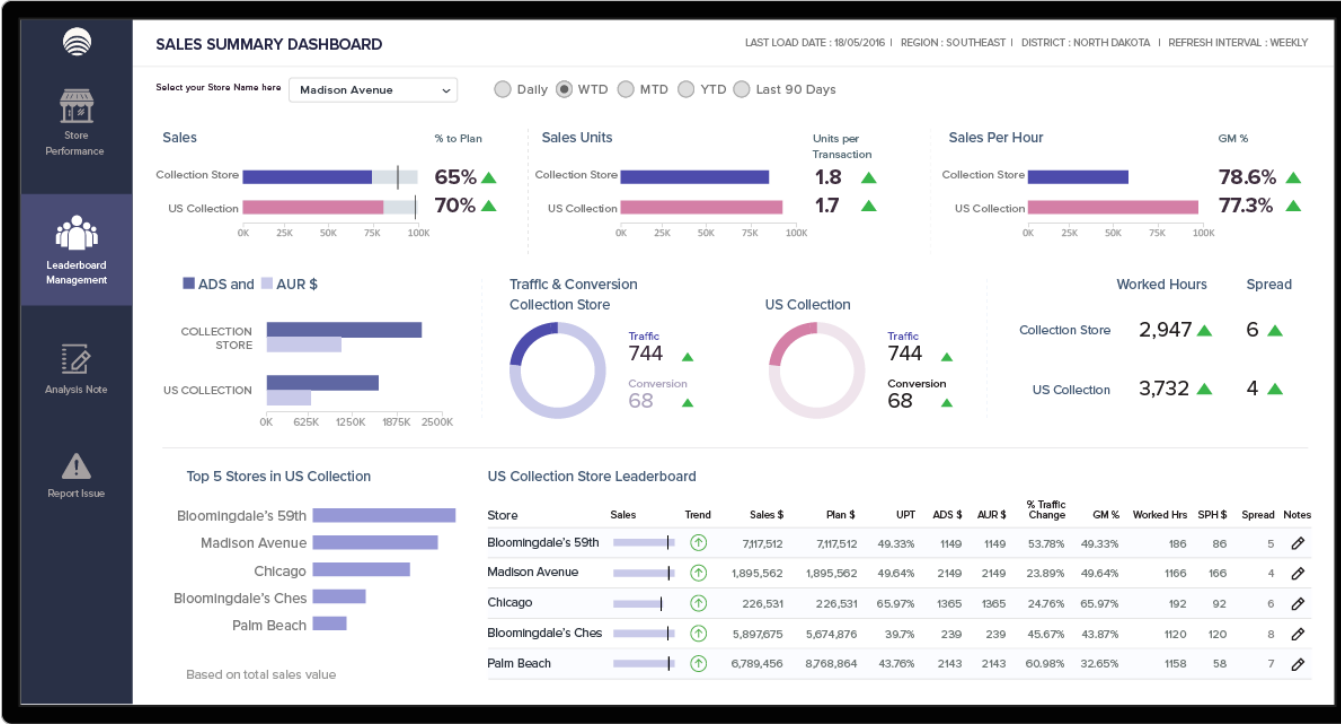 SALES SUMMARY DASHBOARD
LAST LOAD DATE : 18/05/2016 | REGION : SOUTHEAST | DISTRICT : NORTH DAKOTA | REFRESH INTERVAL : WEEKLY
Select your Store Name here Madison Avenue Daily WTD MTD YTD Last 90 Days
Store
Performance
Leaderboard
Management
Analysis Note
Report Issue
Sales % to Plan
Collection Store 65%
US Collection 70%
0K 25K 50K 75K 100K
Sales Units Units per
Transaction
Collection Store 1.8
US Collection 1.7
0K 25K 50K 75K 100K
Sales Per Hour GM %
Collection Store 78.6%
US Collection 77.3%
0K 25K 50K 75K 100K
ADS and AUR $
COLLECTION
STORE
US COLLECTION
0K 625K 1250K 1875K 2500K
Traffic & Conversion
Collection Store
Traffic
744
Conversion
68
US Collection
Traffic
744
Conversion
68
Worked Hours Spread
Collection Store 2,947 6
US Collection 3,732 4
Top 5 Stores in US Collection
Bloomingdale's 59th
Madison Avenue
Chicago
Bloomingdale's Ches
Palm Beach
Based on total sales value
US Collection Store Leaderboard
Store Sales Trend Sales $ Plan $ UPT ADS $ AUR $ % Traffic Change GM % Worked Hrs SPH $ Spread Notes
Bloomingdale's 59th 7,117,512 7,117,512 49.33% 1149 1149 53.78% 49.33% 186 86 5
Madison Avenue 1,895,562 1,895,562 49.64% 2149 2149 23.89% 49.64% 1166 166 4
Chicago 226,531 226,531 65.97% 1365 1365 24.76% 65.97% 192 92 6
Bloomingdale's Ches 5,897,675 5,674,876 39.7% 239 239 45.67% 43.87% 1120 120 8
Palm Beach 6,789,456 8,768,864 43.76% 2143 2143 60.98% 32.65% 1158 58 7